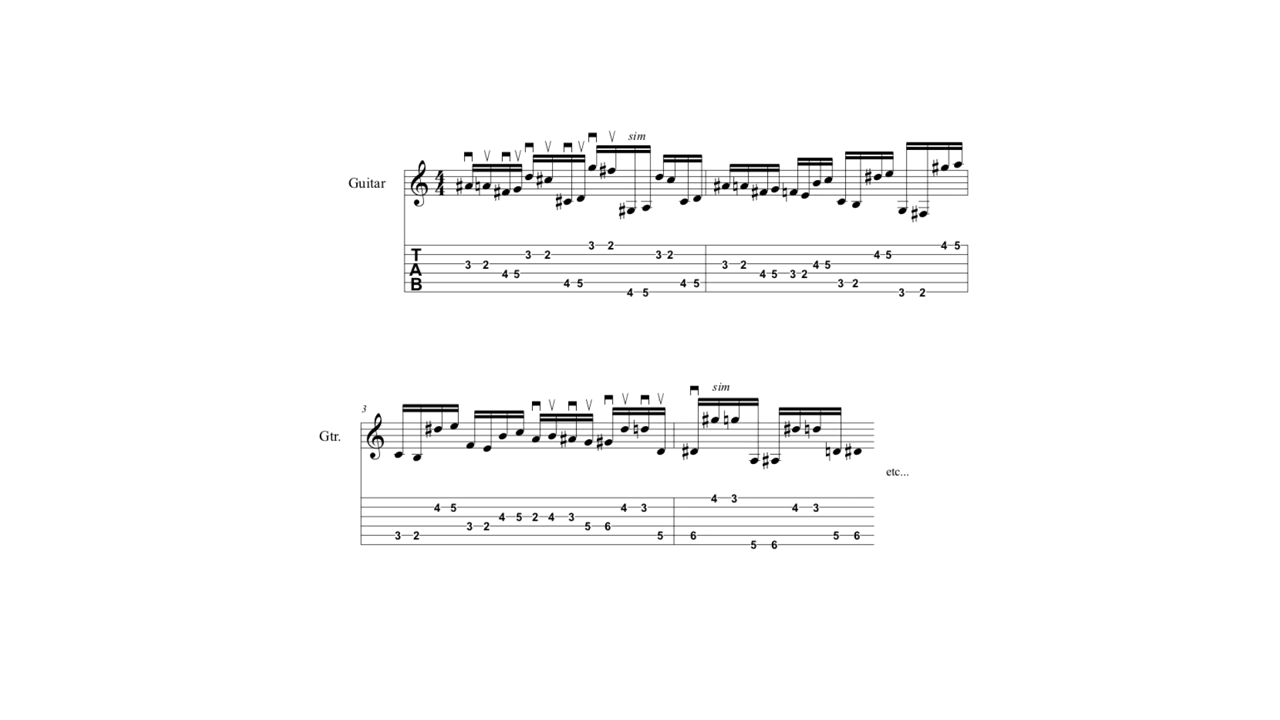 sim
Guitar
4
4
3 2 4 5 3 2 4 5 3 2 4 5 3 2 4 5 3 2 4 5 3 2 4 5 3 2 4 5 3 2 4 5
T
A
B
3
sim
Gtr.
etc...
3 2 4 5 3 2 4 5 2 4 3 5 6 4 3 5 6 4 3 5 6 4 3 5 6